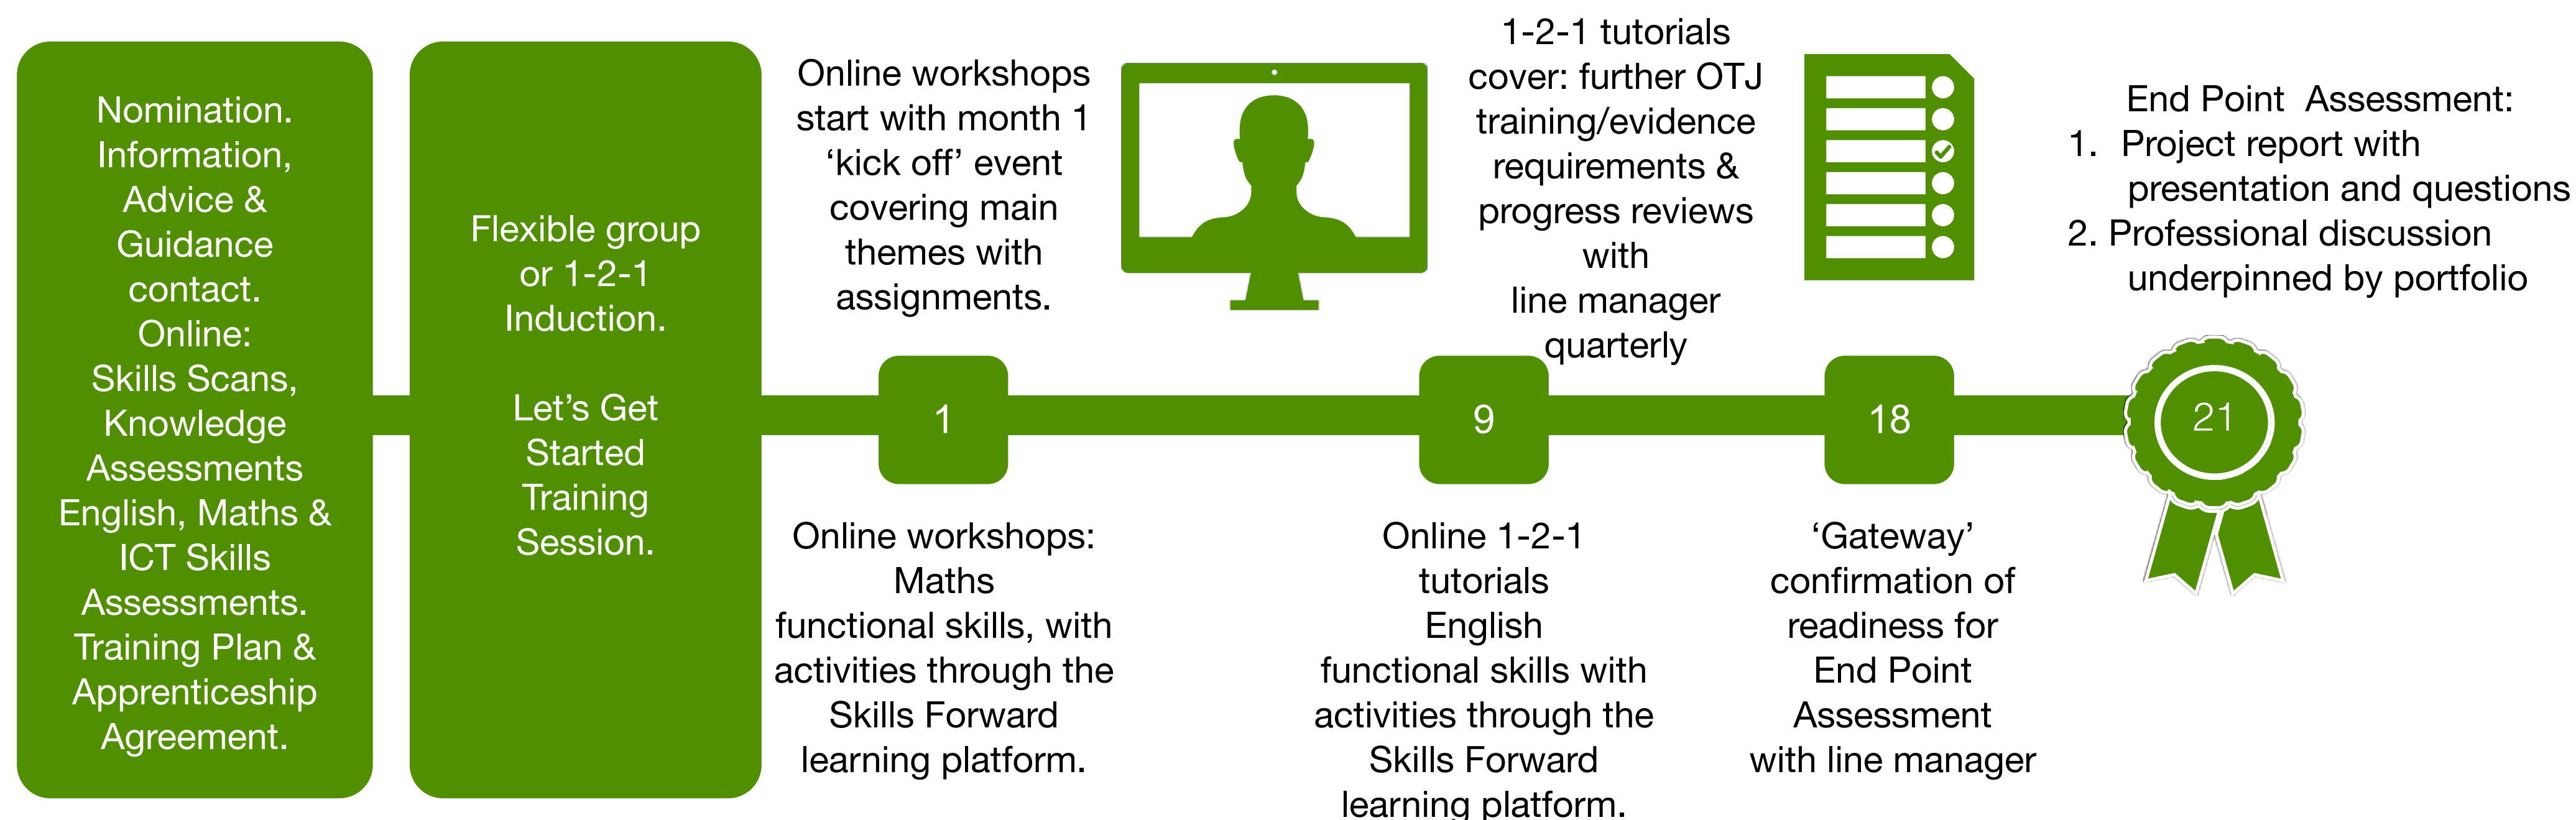 Nomination.
Information,
Advice &
Guidance
contact.
Online:
Skills Scans,
Knowledge
Assessments
English, Maths &
ICT Skills
Assessments.
Training Plan &
Apprenticeship
Agreement.
Flexible group
or 1-2-1
Induction.
Let’s Get
Started
Training
Session.
Online workshops
start with month 1
‘kick off’ event
covering main
themes with
assignments.
1
Online workshops:
Maths
functional skills, with
activities through the
Skills Forward
learning platform.
1-2-1 tutorials
cover: further OTJ
training/evidence
requirements &
progress reviews
with
line manager
quarterly
9
Online 1-2-1
tutorials
English
functional skills with
activities through the
Skills Forward
learning platform.
18
‘Gateway’
confirmation of
readiness for
End Point
Assessment
with line manager
End Point  Assessment:
1. Project report with
presentation and questions
2. Professional discussion
underpinned by portfolio
21